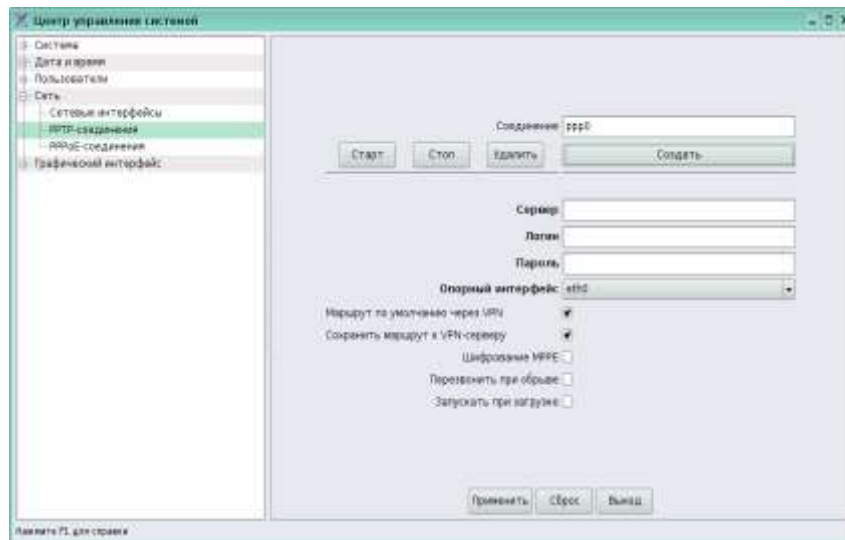 Центр управления системой
Система
Дата и время
Пользователи
Сеть
Сетевые интерфейсы
PPTP-соединения
PPPoE-соединения
Графический интерфейс
Соединение ppp0
Старт Стоп Удалить Создать
Сервер
Логин
Пароль
Опорный интерфейс eth0
Маршрут по умолчанию через VPN
Сохранить маршрут к VPN-серверу
Шифрование MPPE
Перезвонить при обрыве
Запускать при загрузке
Применить Сброс Выход
Нажмите F1 для справки